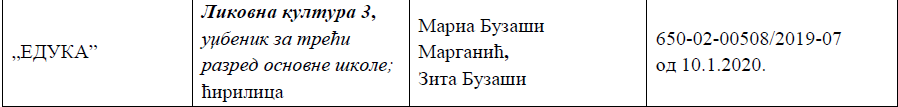 „ЕДУКА”
Ликовна култура 3,
уџбеник за трећи
разред основне школе;
ћирилица
Мариа Бузаши
Марганић,
Зита Бузаши
650-02-00508/2019-07
од 10.1.2020.